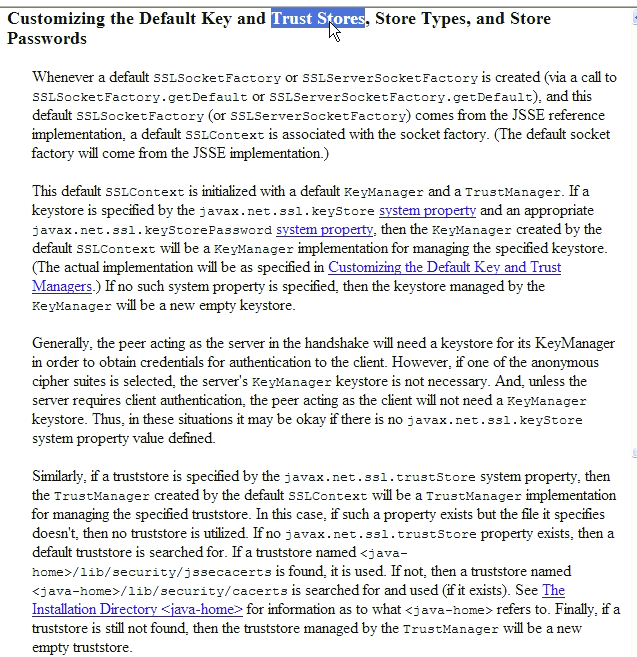 Customizing the Default Key and Trust Stores, Store Types, and Store
Passwords
Whenever a default SSLSocketFactory or SSLServerSocketFactory is created (via a call to
SSLSocketFactory.getDefault or SSLServerSocketFactory.getDefault), and this
default SSLSocketFactory (or SSLServerSocketFactory) comes from the JSSE reference
implementation, a default SSLContext is associated with the socket factory. (The default socket
factory will come from the JSSE implementation.)
This default SSLContext is initialized with a default KeyManager and a TrustManager. If a
keystore is specified by the javax.net.ssl.keyStore system property and an appropriate
javax.net.ssl.keyStorePassword system property, then the KeyManager created by the
default SSLContext will be a KeyManager implementation for managing the specified keystore.
(The actual implementation will be as specified in Customizing the Default Key and Trust
Managers.) If no such system property is specified, then the keystore managed by the
KeyManager will be a new empty keystore.
Generally, the peer acting as the server in the handshake will need a keystore for its KeyManager
in order to obtain credentials for authentication to the client. However, if one of the anonymous
cipher suites is selected, the server's KeyManager keystore is not necessary. And, unless the
server requires client authentication, the peer acting as the client will not need a KeyManager
keystore. Thus, in these situations it may be okay if there is no javax.net.ssl.keyStore
system property value defined.
Similarly, if a truststore is specified by the javax.net.ssl.trustStore system property, then
the TrustManager created by the default SSLContext will be a TrustManager implementation
for managing the specified truststore. In this case, if such a property exists but the file it specifies
doesn't, then no truststore is utilized. If no javax.net.ssl.trustStore property exists, then a
default truststore is searched for. If a truststore named <java-
home>/lib/security/jssecacerts is found, it is used. If not, then a truststore named
<java-home>/lib/security/cacerts is searched for and used (if it exists). See The
Installation Directory <java-home> for information as to what <java-home> refers to. Finally, if a
truststore is still not found, then the truststore managed by the TrustManager will be a new
empty truststore.